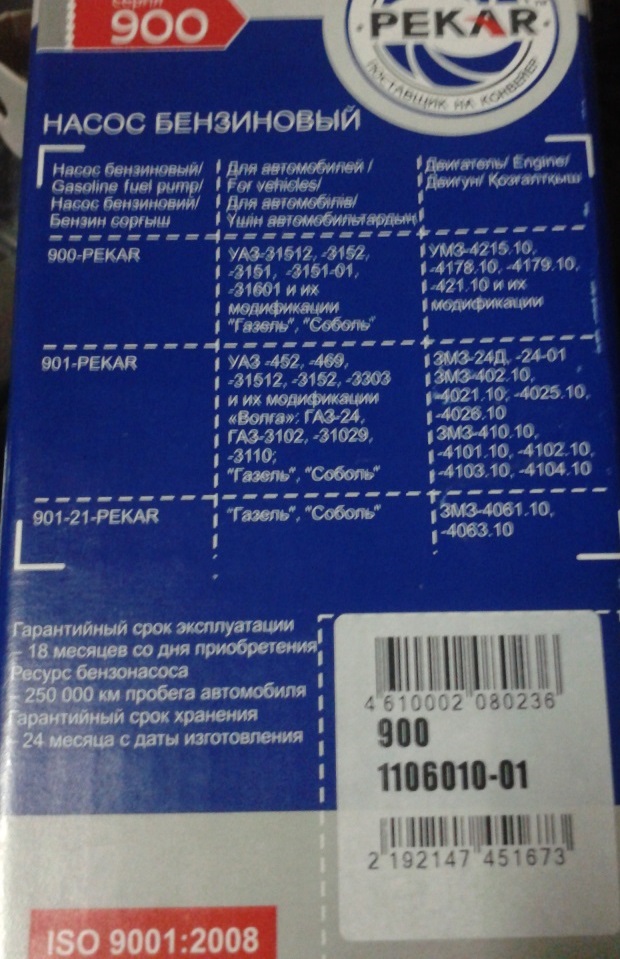 серия
900
PEKAR
ПОСТАВЩИК НА КОНВЕЙЕР
НАСОС БЕНЗИНОВЫЙ
Насос бензиновый/
Gasoline fuel pump/
Насос бензиновий/
Бензин соргыш
Для автомобилей /
For vehicles/
Для автомобілів/
Үшін автомобильтардың
Двигатель/ Engine/
Двигун/ Қозғалтқыш
900-PEKAR
УАЗ-31512, -3152,
-3151, -3151-01,
-31601 и их
модификации
"Газель", "Соболь"
УМЗ-4215.10,
-4178.10, -4179.10,
-421.10 и их
модификации
901-PEKAR
УАЗ -452, -469,
-31512, -3152, -3303
и их модификации
«Волга»: ГАЗ-24,
ГАЗ-3102, -31029,
-3110;
"Газель", "Соболь"
ЗМЗ-24Д, -24-01
ЗМЗ-402.10,
-4021.10; -4025.10,
-4026.10
ЗМЗ-410.10,
-4101.10, -4102.10,
-4103.10, -4104.10
901-21-PEKAR
"Газель", "Соболь"
ЗМЗ-4061.10,
-4063.10
Гарантийный срок эксплуатации
- 18 месяцев со дня приобретения
Ресурс бензонасоса
- 250 000 км пробега автомобиля
Гарантийный срок хранения
- 24 месяца с даты изготовления
4 610002 080236
900
1106010-01
2 192147 451673
ISO 9001:2008